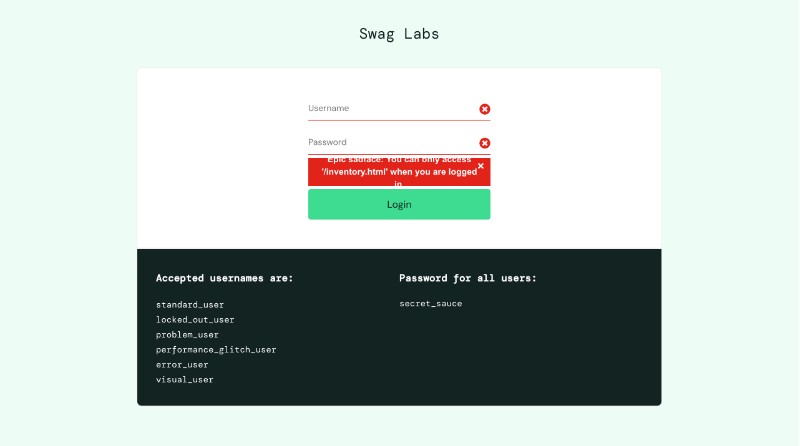 Swag Labs
Username
Password
Epic sadface: You can only access
'/inventory.html' when you are logged
in
Login
Accepted usernames are:
standard_user
locked_out_user
problem_user
performance_glitch_user
error_user
visual_user
Password for all users:
secret_sauce